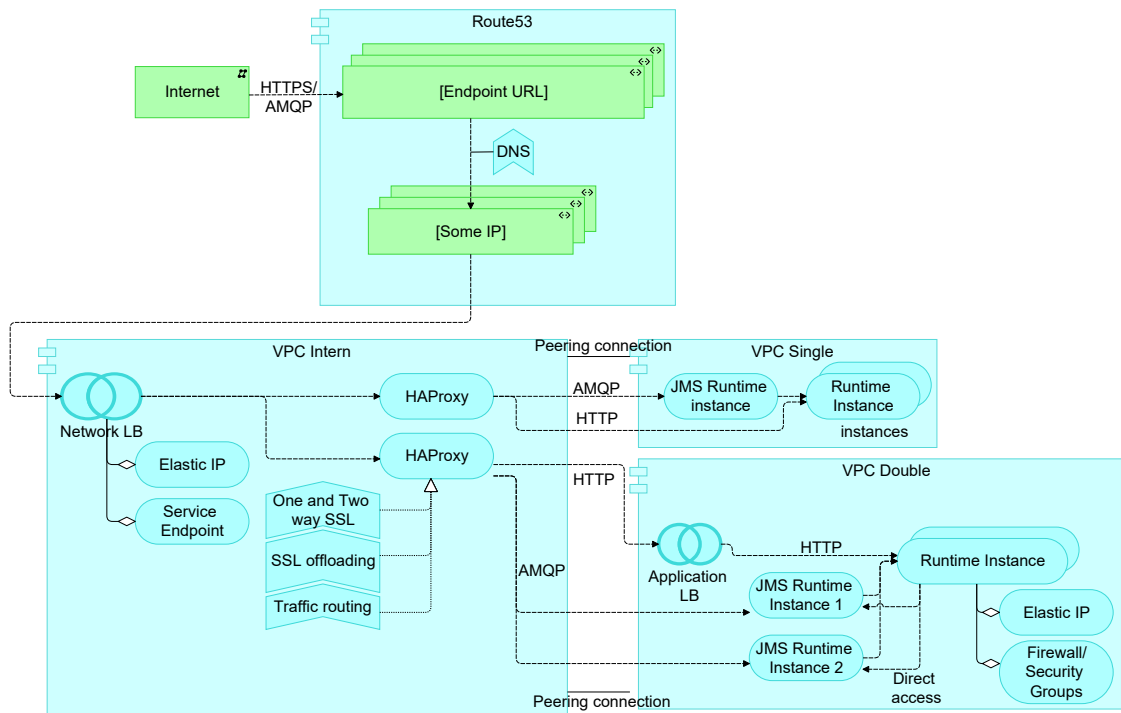 Route53
Internet
HTTPS/
AMQP
[Endpoint URL]
DNS
[Some IP]
VPC Intern
Peering connection
VPC Single
Network LB
HAProxy
AMQP
JMS Runtime
instance
Runtime
Instance
HTTP
instances
Elastic IP
HAProxy
VPC Double
HTTP
Service
Endpoint
One and Two
way SSL
SSL offloading
AMQP
Traffic routing
Application
LB
HTTP
Runtime Instance
JMS Runtime
Instance 1
Elastic IP
JMS Runtime
Instance 2
Direct
access
Firewall/
Security
Groups
Peering connection